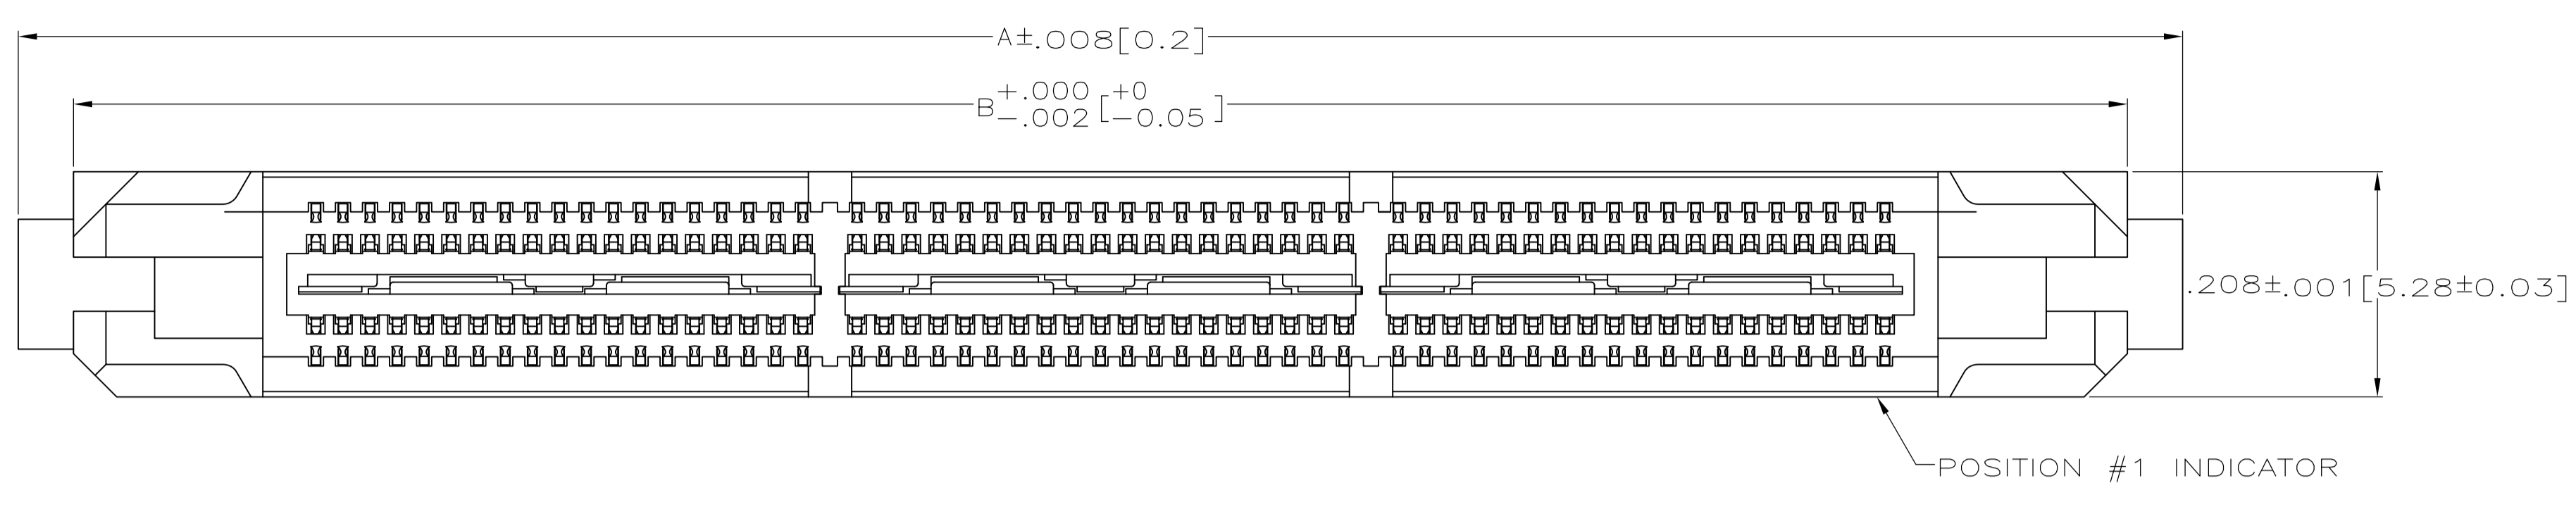 A±.008[0.2]
B+.000 [+0
-.002 -0.05]
.208±.001[5.28±0.03]
POSITION #1 INDICATOR